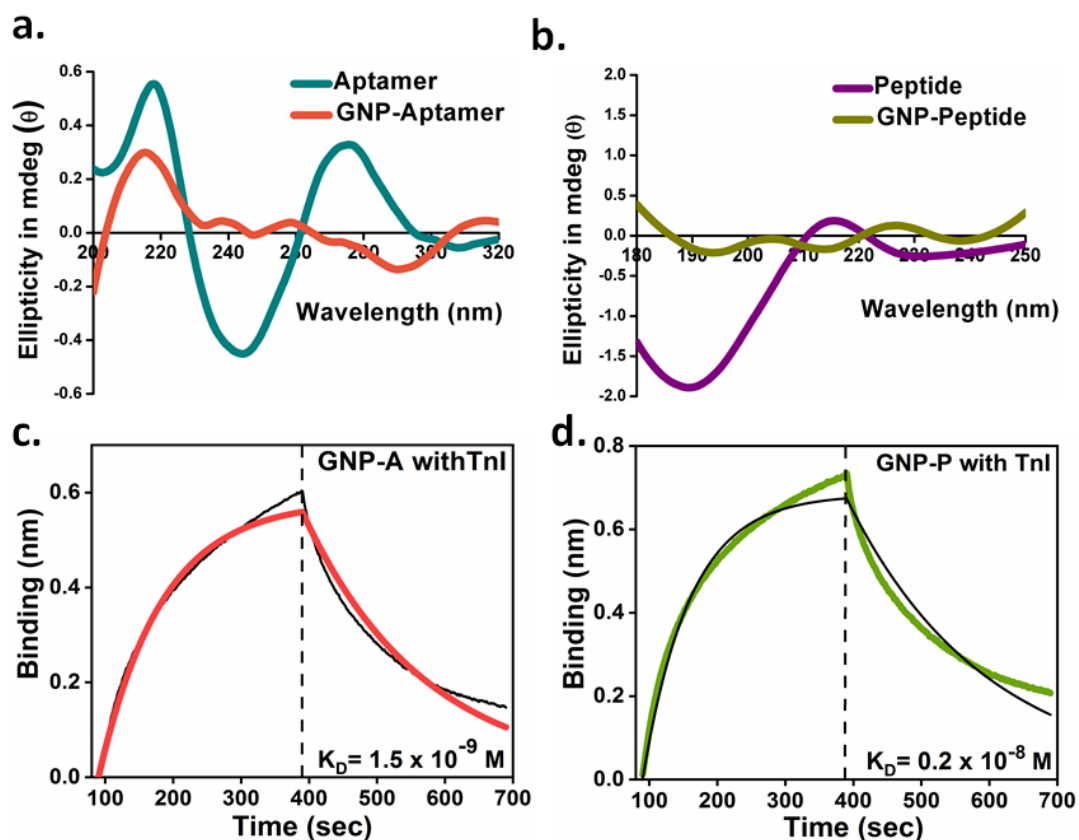 a.
Ellipticity in mdeg (θ)
0.6
0.4
0.2
0.0
-0.2
-0.4
-0.6
Aptamer
GNP-Aptamer
200 220 240 260 280 300 320
Wavelength (nm)
b.
Ellipticity in mdeg (θ)
2.0
1.5
1.0
0.5
0.0
-0.5
-1.0
-1.5
-2.0
Peptide
GNP-Peptide
180 190 200 210 220 230 240 250
Wavelength (nm)
c.
Binding (nm)
0.6
0.4
0.2
0.0
GNP-A withTnI
K_D= 1.5 x 10⁻⁹ M
100 200 300 400 500 600 700
Time (sec)
d.
Binding (nm)
0.8
0.6
0.4
0.2
0.0
GNP-P with TnI
K_D= 0.2 x 10⁻⁸ M
100 200 300 400 500 600 700
Time (sec)